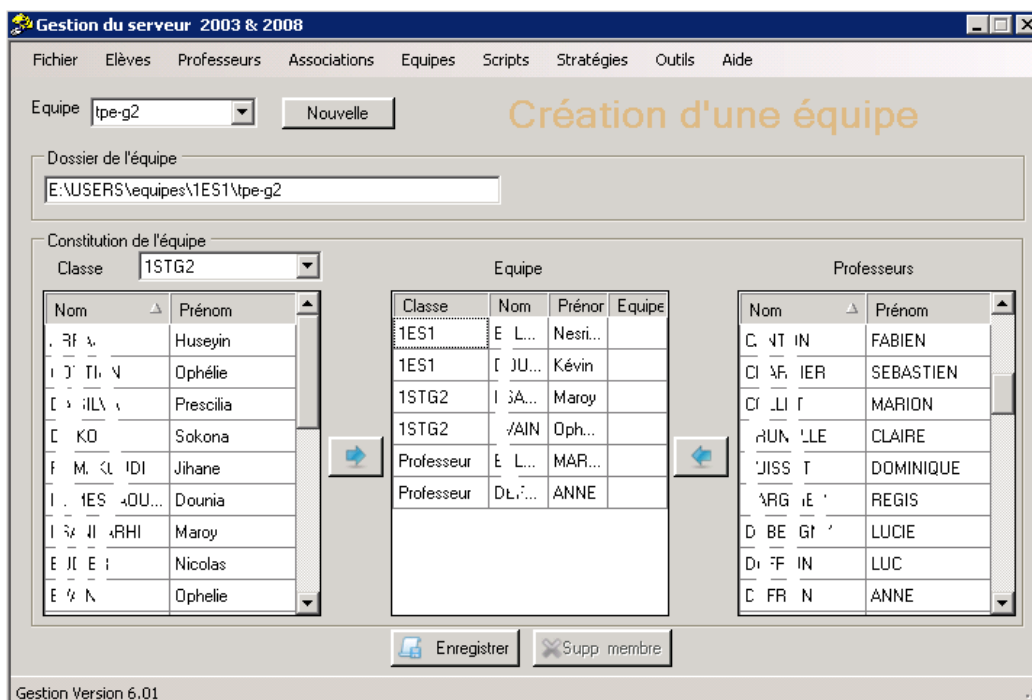 Gestion du serveur 2003 & 2008
Fichier Elèves Professeurs Associations Equipes Scripts Stratégies Outils Aide
Equipe tpe-g2 Nouvelle Création d'une équipe
Dossier de l'équipe
E:\USERS\equipes\1ES1\tpe-g2
Constitution de l'équipe
Classe 1STG2 Equipe Professeurs
Nom Prénom
Huseyin
Ophélie
Prescilia
Sokona
Jihane
Dounia
Maroy
Nicolas
Ophelie
Classe Nom Prénor Equipe
1ES1 Nesri...
1ES1 Kévin
1STG2 Maroy
1STG2 Oph...
Professeur MAR...
Professeur ANNE
Nom Prénom
FABIEN
SEBASTIEN
MARION
CLAIRE
DOMINIQUE
REGIS
LUCIE
LUC
ANNE
Enregistrer Supp membre
Gestion Version 6.01